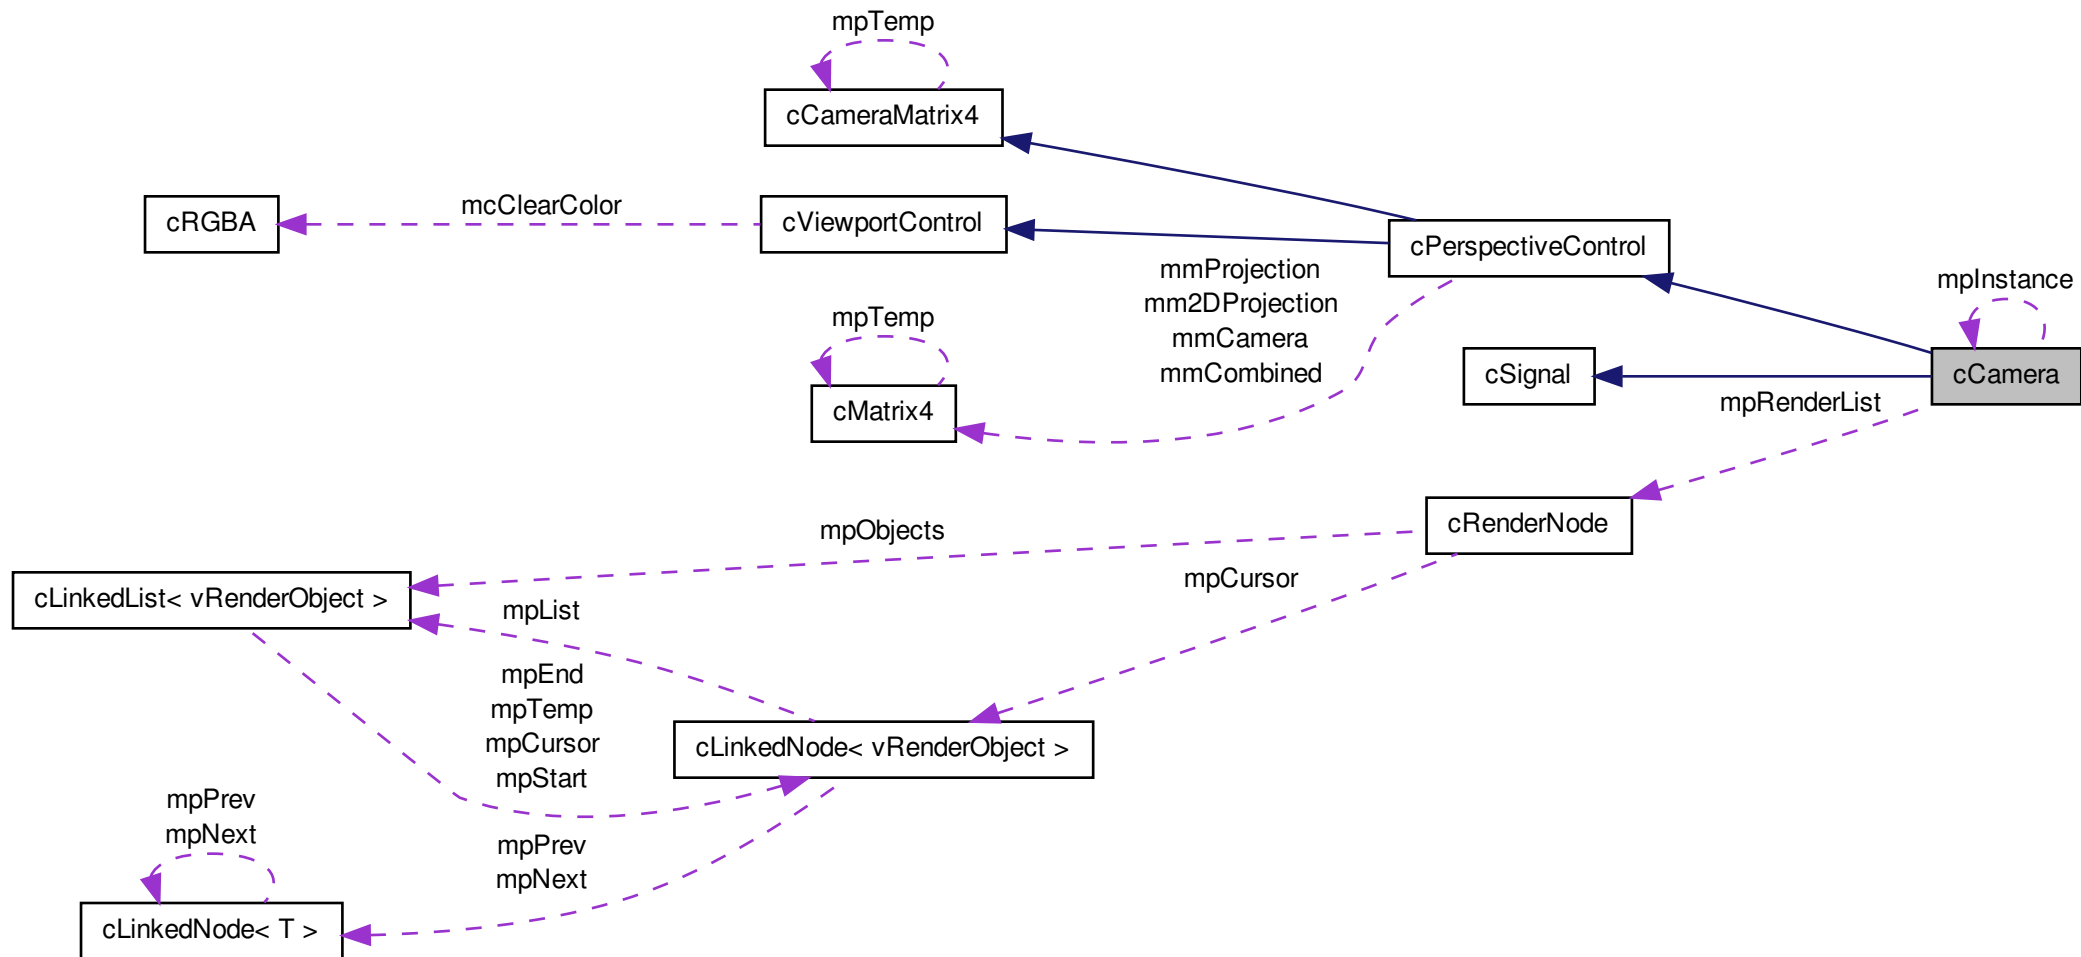 mpTemp
cCameraMatrix4
cRGBA
mcClearColor
cViewportControl
cPerspectiveControl
mmProjection
mm2DProjection
mmCamera
mmCombined
mpInstance
mpTemp
cMatrix4
cSignal
cCamera
mpRenderList
cRenderNode
mpObjects
mpCursor
cLinkedList< vRenderObject >
mpList
mpEnd
mpTemp
mpCursor
mpStart
cLinkedNode< vRenderObject >
mpPrev
mpNext
mpPrev
mpNext
cLinkedNode< T >